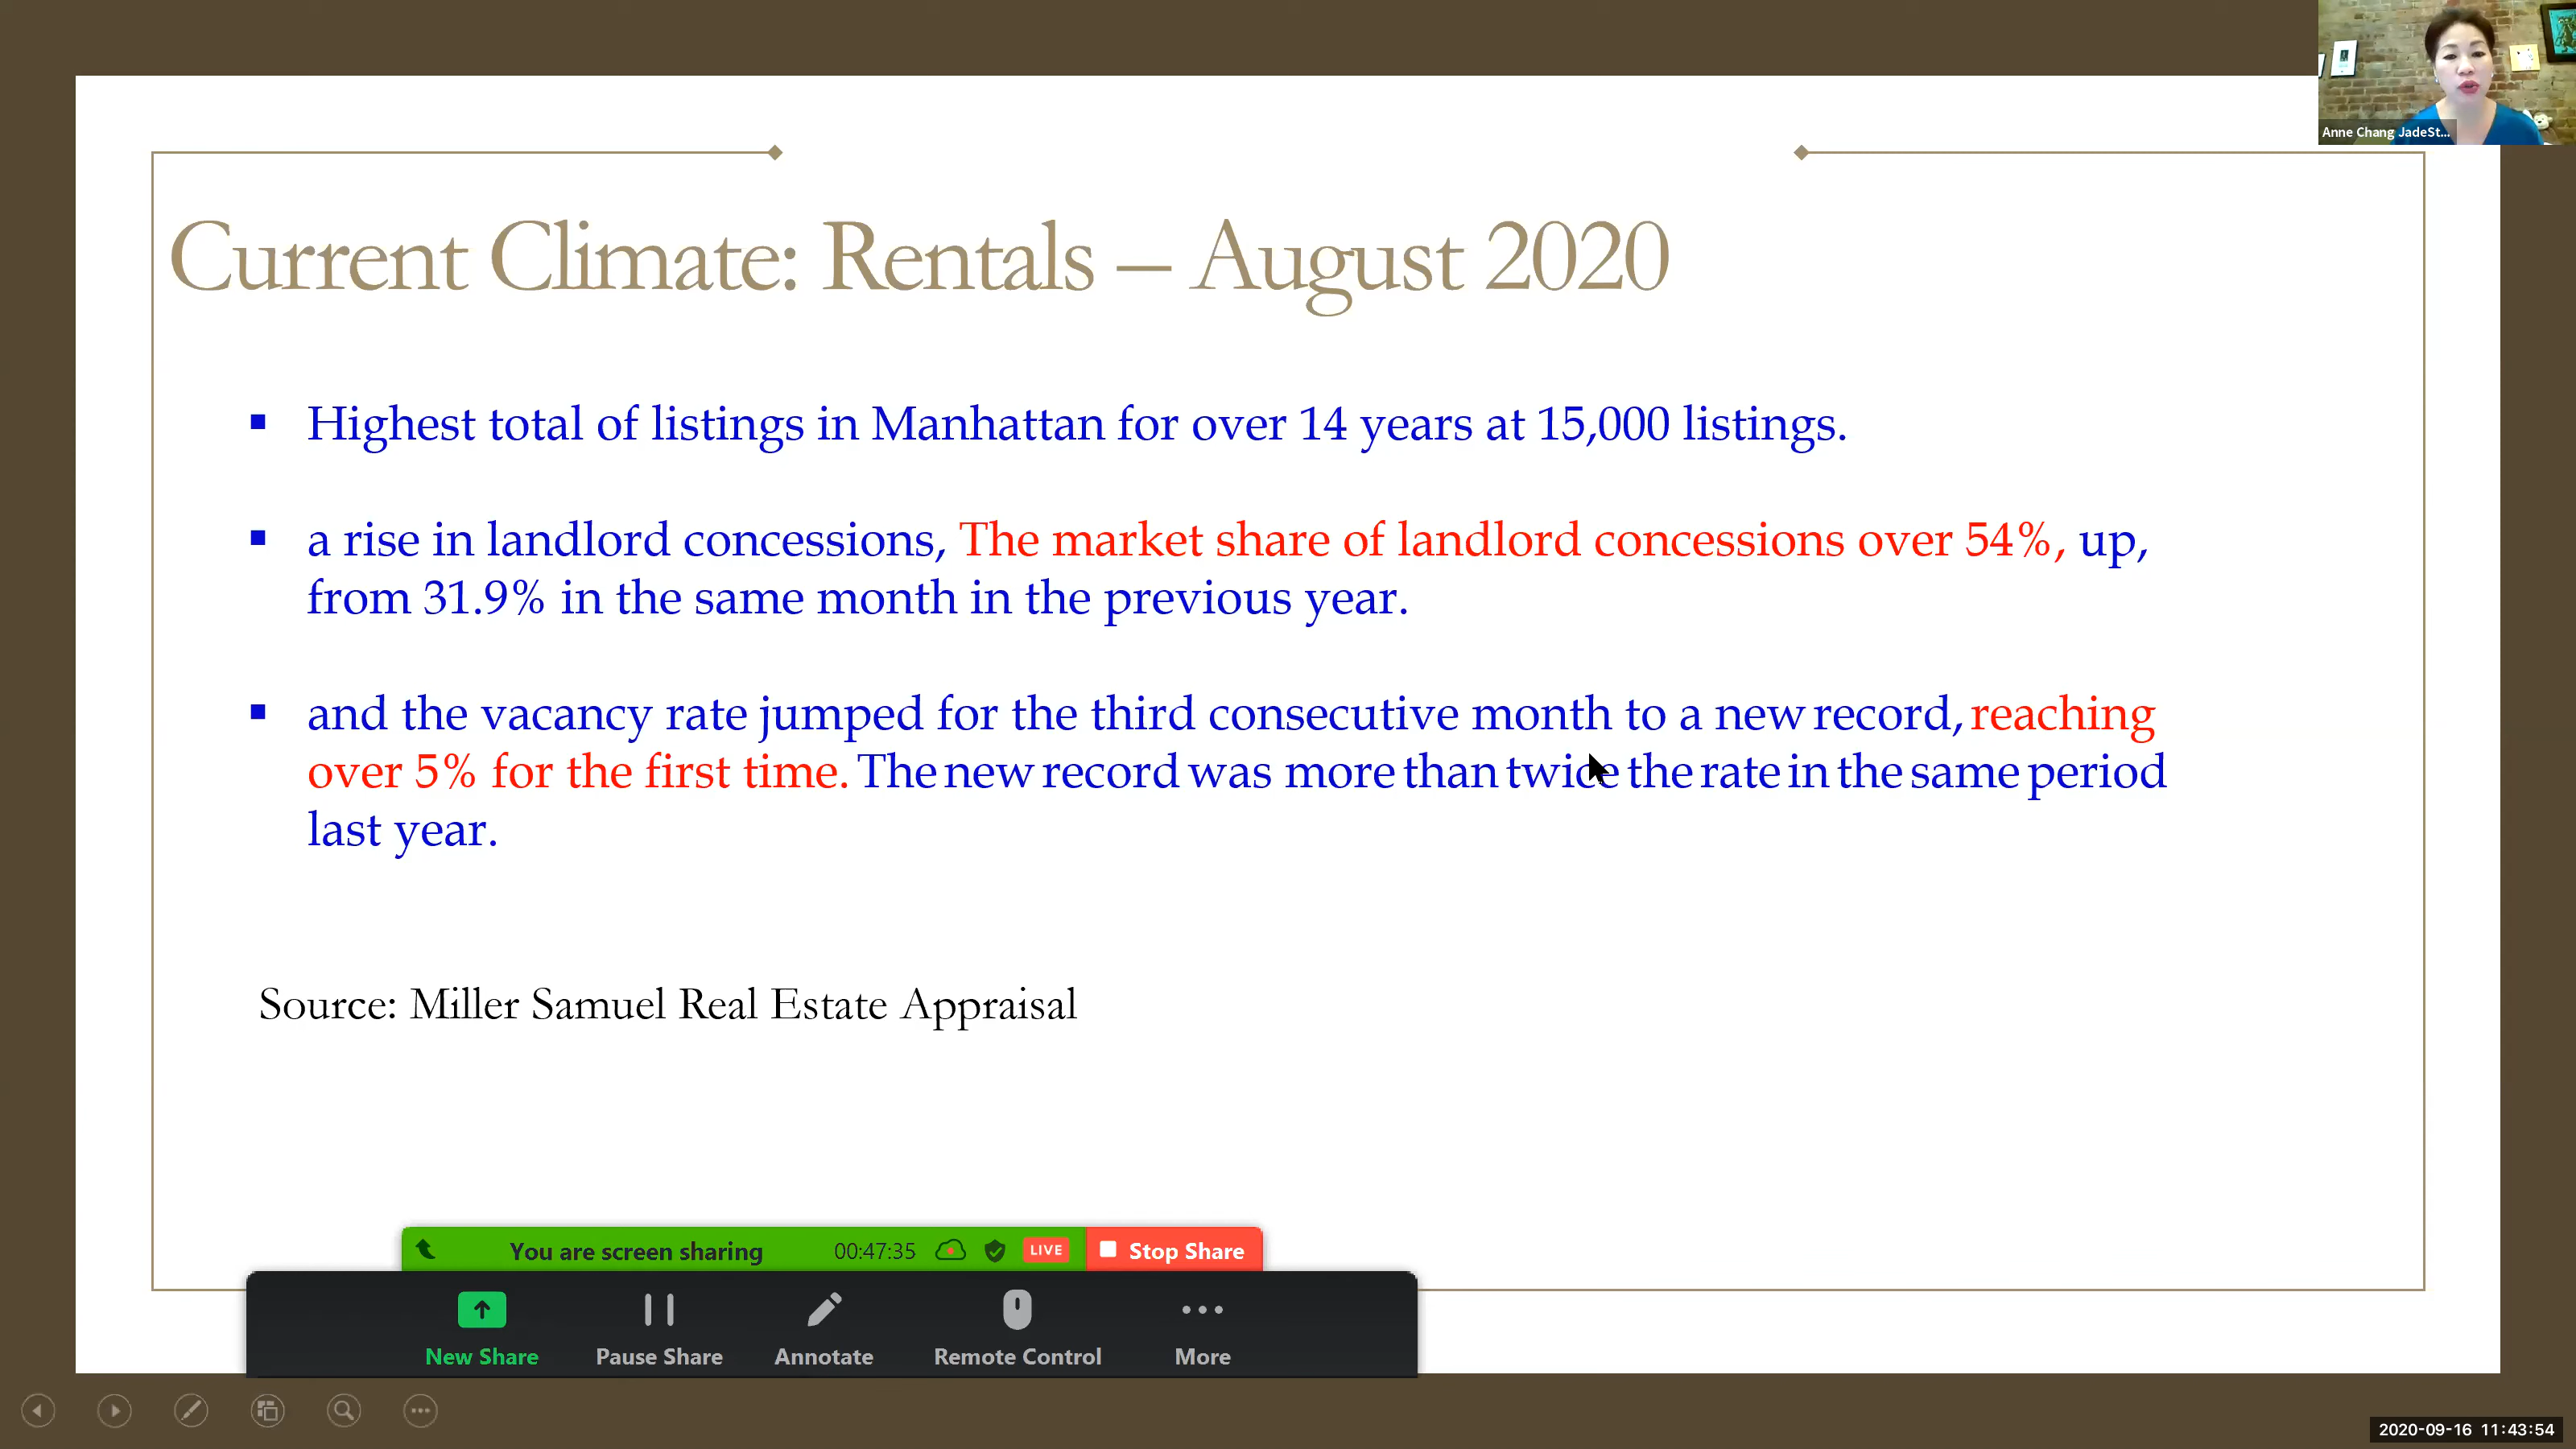 Anne Chang JadeSt...
Current Climate: Rentals – August 2020
▪ Highest total of listings in Manhattan for over 14 years at 15,000 listings.
▪ a rise in landlord concessions, The market share of landlord concessions over 54%, up,
from 31.9% in the same month in the previous year.
▪ and the vacancy rate jumped for the third consecutive month to a new record, reaching
over 5% for the first time. The new record was more than twice the rate in the same period
last year.
Source: Miller Samuel Real Estate Appraisal
You are screen sharing 00:47:35 LIVE Stop Share
New Share Pause Share Annotate Remote Control More
2020-09-16 11:43:54